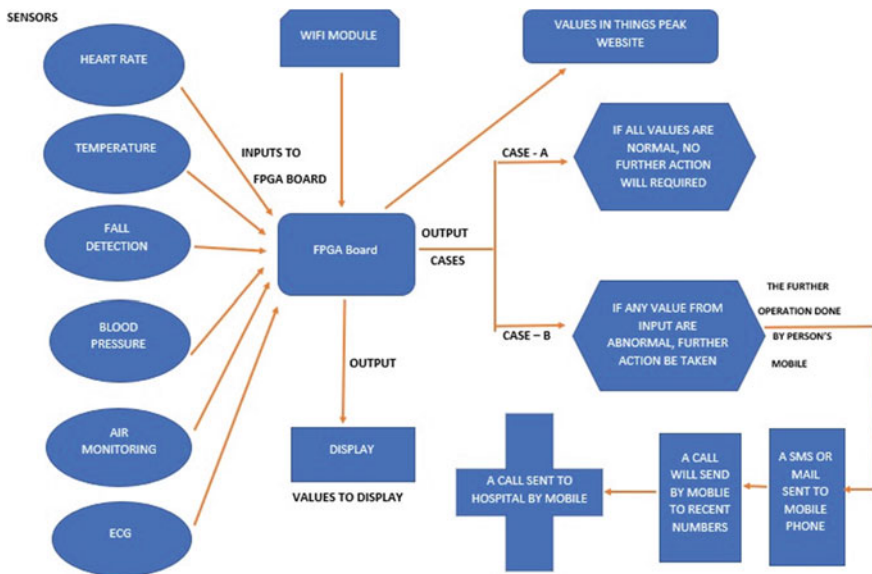 SENSORS
HEART RATE
TEMPERATURE
FALL
DETECTION
BLOOD
PRESSURE
AIR
MONITORING
ECG
INPUTS TO
FPGA BOARD
WIFI MODULE
FPGA Board
OUTPUT
DISPLAY
VALUES TO DISPLAY
VALUES IN THINGS PEAK
WEBSITE
OUTPUT
CASES
CASE - A
IF ALL VALUES ARE
NORMAL, NO
FURTHER ACTION
WILL REQUIRED
CASE – B
IF ANY VALUE FROM
INPUT ARE
ABNORMAL, FURTHER
ACTION BE TAKEN
THE FURTHER
OPERATION DONE
BY PERSON'S
MOBILE
A SMS OR
MAIL
SENT TO
MOBILE
PHONE
A CALL
WILL SEND
BY MOBLIE
TO RECENT
NUMBERS
A CALL SENT TO
HOSPITAL BY MOBILE